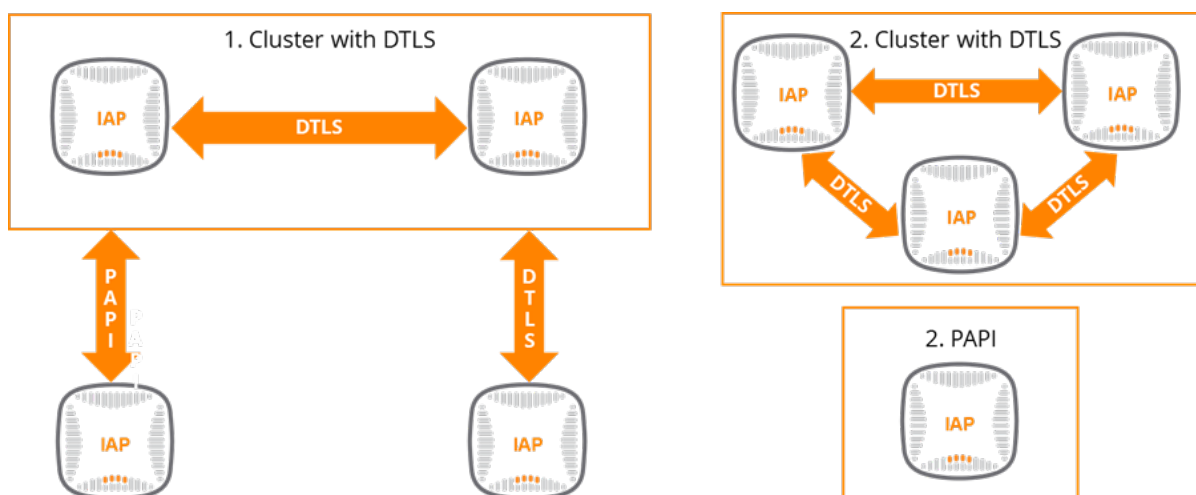 1. Cluster with DTLS
IAP
DTLS
IAP
PAPI
PAPI
DTLS
IAP
IAP
2. Cluster with DTLS
IAP
DTLS
IAP
DTLS
DTLS
IAP
2. PAPI
IAP